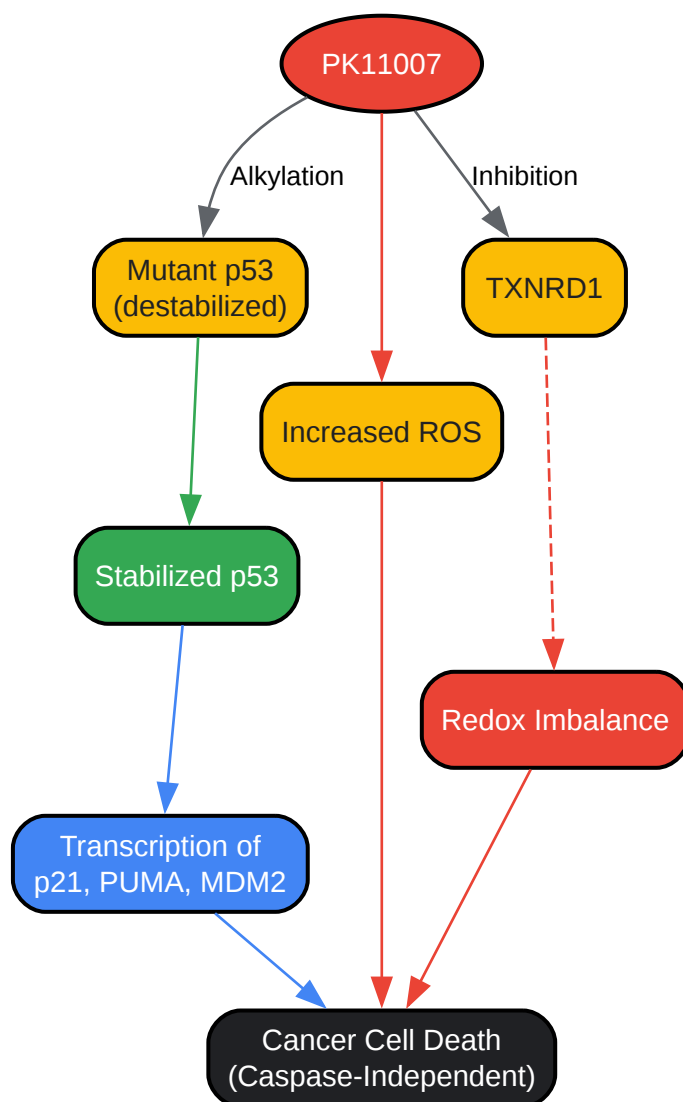 PK11007
Alkylation
Inhibition
Mutant p53
(destabilized)
TXNRD1
Increased ROS
Stabilized p53
Redox Imbalance
Transcription of
p21, PUMA, MDM2
Cancer Cell Death
(Caspase-Independent)